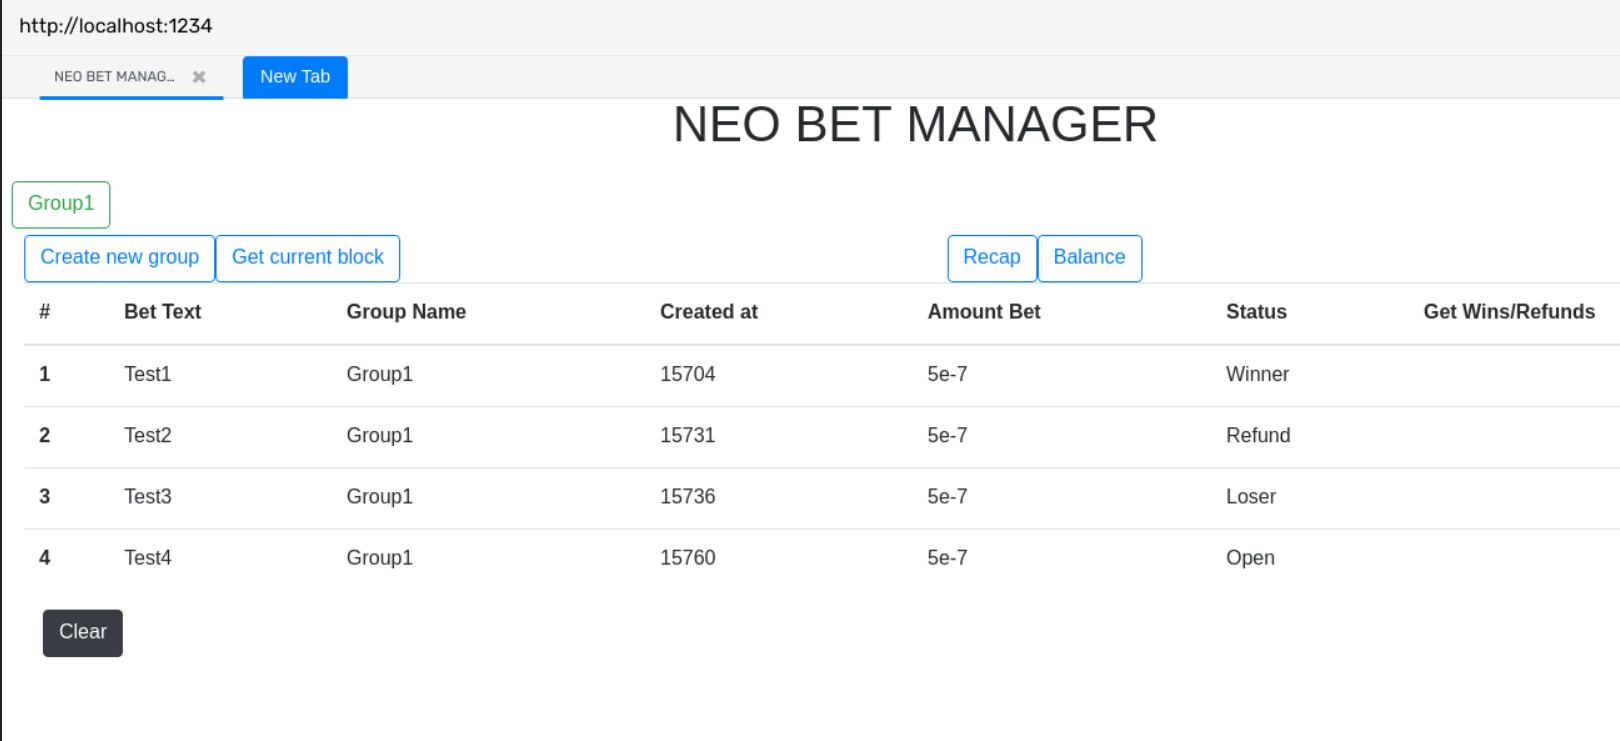 http://localhost:1234
NEO BET MANAG...
New Tab
NEO BET MANAGER
Group1
Create new group Get current block Recap Balance
# Bet Text Group Name Created at Amount Bet Status Get Wins/Refunds
1 Test1 Group1 15704 5e-7 Winner
2 Test2 Group1 15731 5e-7 Refund
3 Test3 Group1 15736 5e-7 Loser
4 Test4 Group1 15760 5e-7 Open
Clear